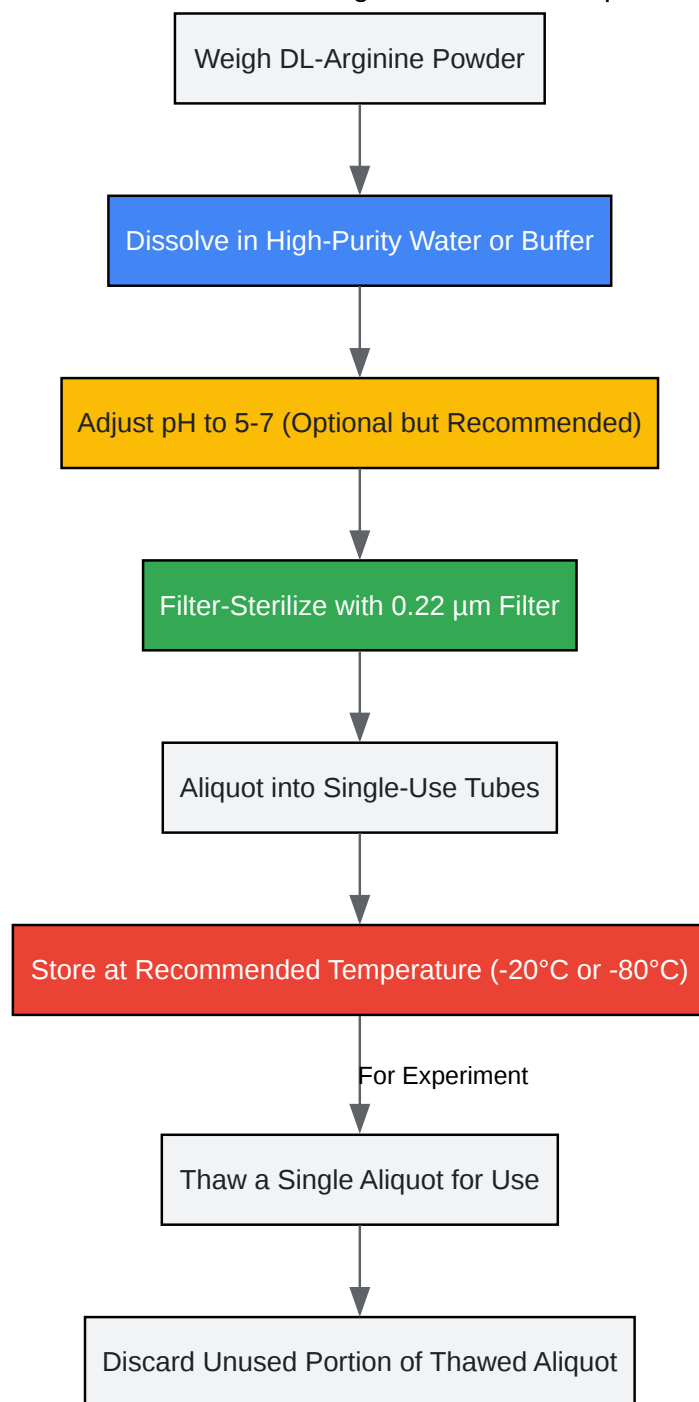 Weigh DL-Arginine Powder
Dissolve in High-Purity Water or Buffer
Adjust pH to 5-7 (Optional but Recommended)
Filter-Sterilize with 0.22 µm Filter
Aliquot into Single-Use Tubes
Store at Recommended Temperature (-20°C or -80°C)
For Experiment
Thaw a Single Aliquot for Use
Discard Unused Portion of Thawed Aliquot